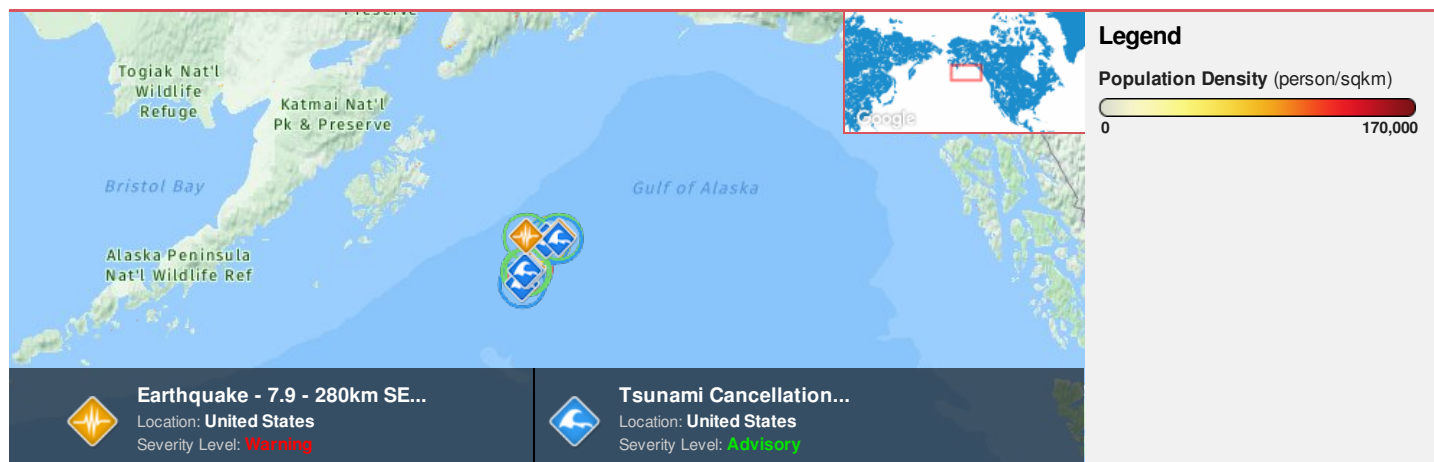 Togiak Nat'l
Wildlife
Refuge
Katmai Nat'l
Pk & Preserve
Bristol Bay
Gulf of Alaska
Alaska Peninsula
Nat'l Wildlife Ref
Google
Legend
Population Density (person/sqkm)
0
170,000
Earthquake - 7.9 - 280km SE...
Location: United States
Severity Level: Warning
Tsunami Cancellation...
Location: United States
Severity Level: Advisory